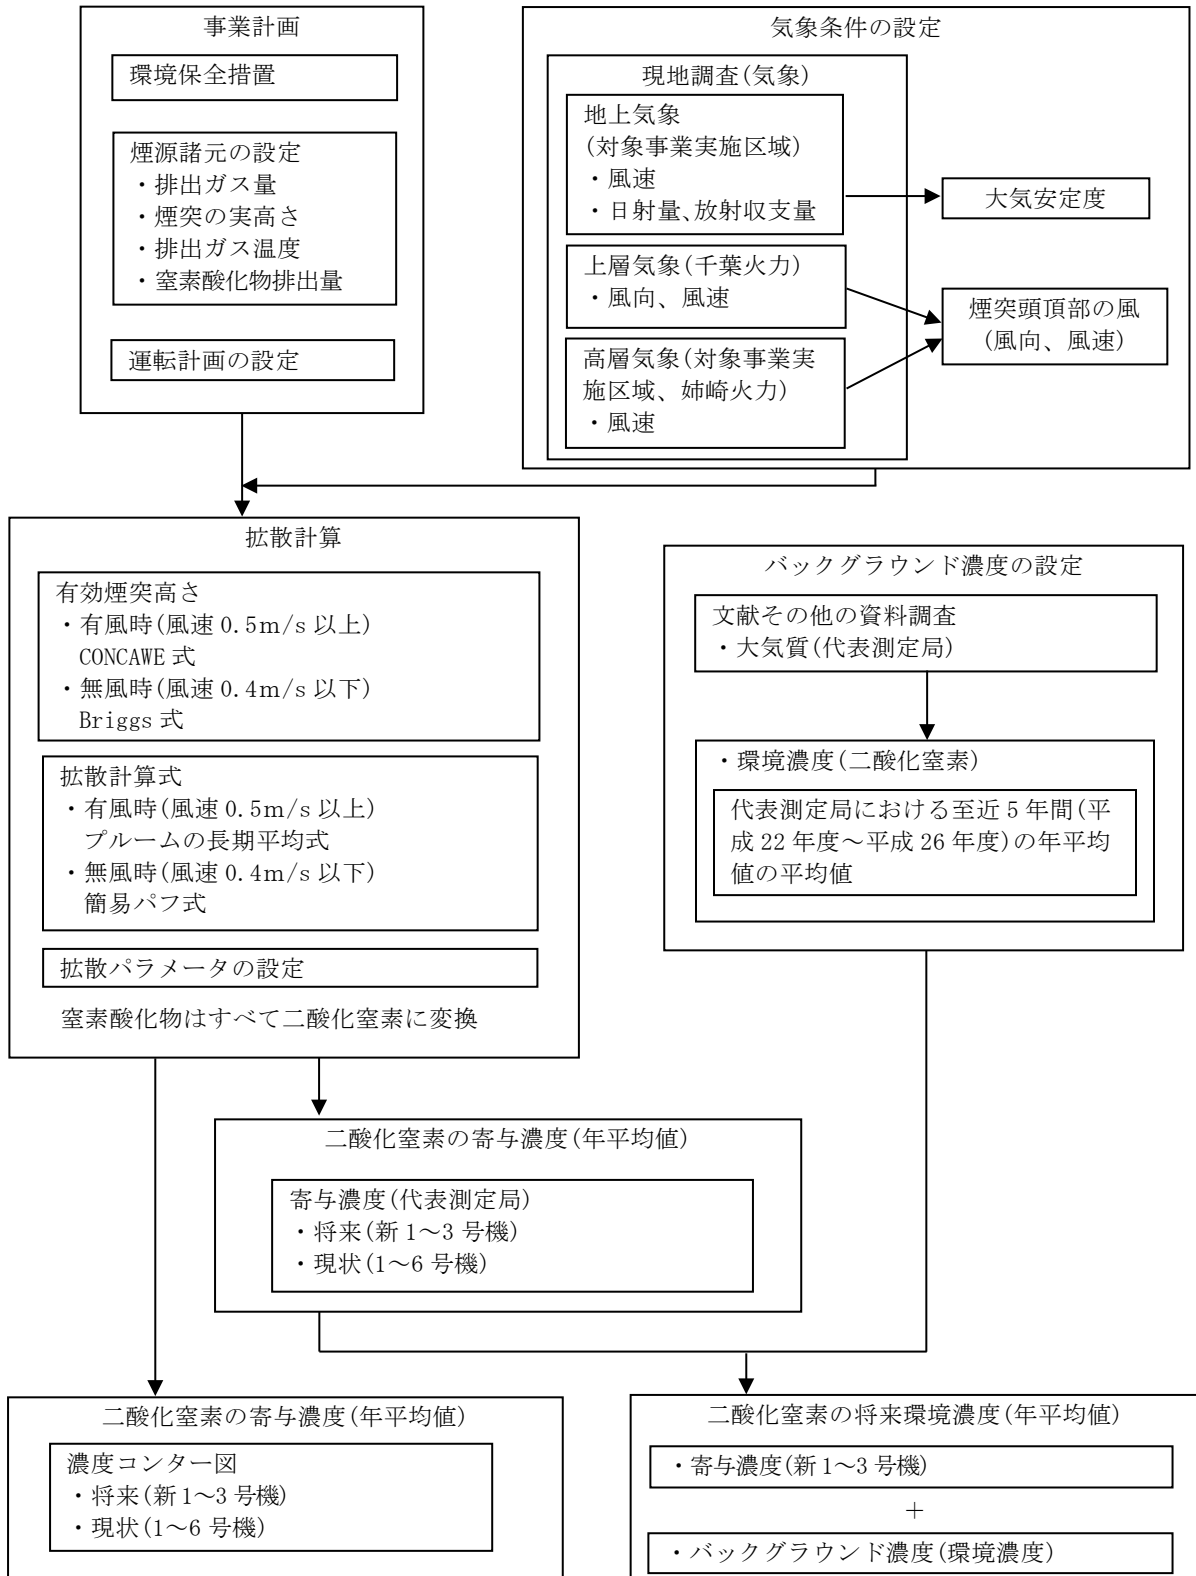 事業計画
環境保全措置
煙源諸元の設定
・排出ガス量
・煙突の実高さ
・排出ガス温度
・窒素酸化物排出量
運転計画の設定
気象条件の設定
現地調査(気象)
地上気象
(対象事業実施区域)
・風速
・日射量、放射収支量
大気安定度
上層気象(千葉火力)
・風向、風速
高層気象(対象事業実
施区域、姉崎火力)
・風速
煙突頭頂部の風
(風向、風速)
拡散計算
有効煙突高さ
・有風時(風速 0.5m/s 以上)
CONCAWE 式
・無風時(風速 0.4m/s 以下)
Briggs 式
拡散計算式
・有風時(風速 0.5m/s 以上)
プルームの長期平均式
・無風時(風速 0.4m/s 以下)
簡易パフ式
拡散パラメータの設定
窒素酸化物はすべて二酸化窒素に変換
バックグラウンド濃度の設定
文献その他の資料調査
・大気質(代表測定局)
・環境濃度(二酸化窒素)
代表測定局における至近 5 年間(平
成 22 年度～平成 26 年度)の年平均
値の平均値
二酸化窒素の寄与濃度(年平均値)
寄与濃度(代表測定局)
・将来(新 1～3 号機)
・現状(1～6 号機)
二酸化窒素の寄与濃度(年平均値)
濃度コンター図
・将来(新 1～3 号機)
・現状(1～6 号機)
二酸化窒素の将来環境濃度(年平均値)
・寄与濃度(新 1～3 号機)
＋
・バックグラウンド濃度(環境濃度)